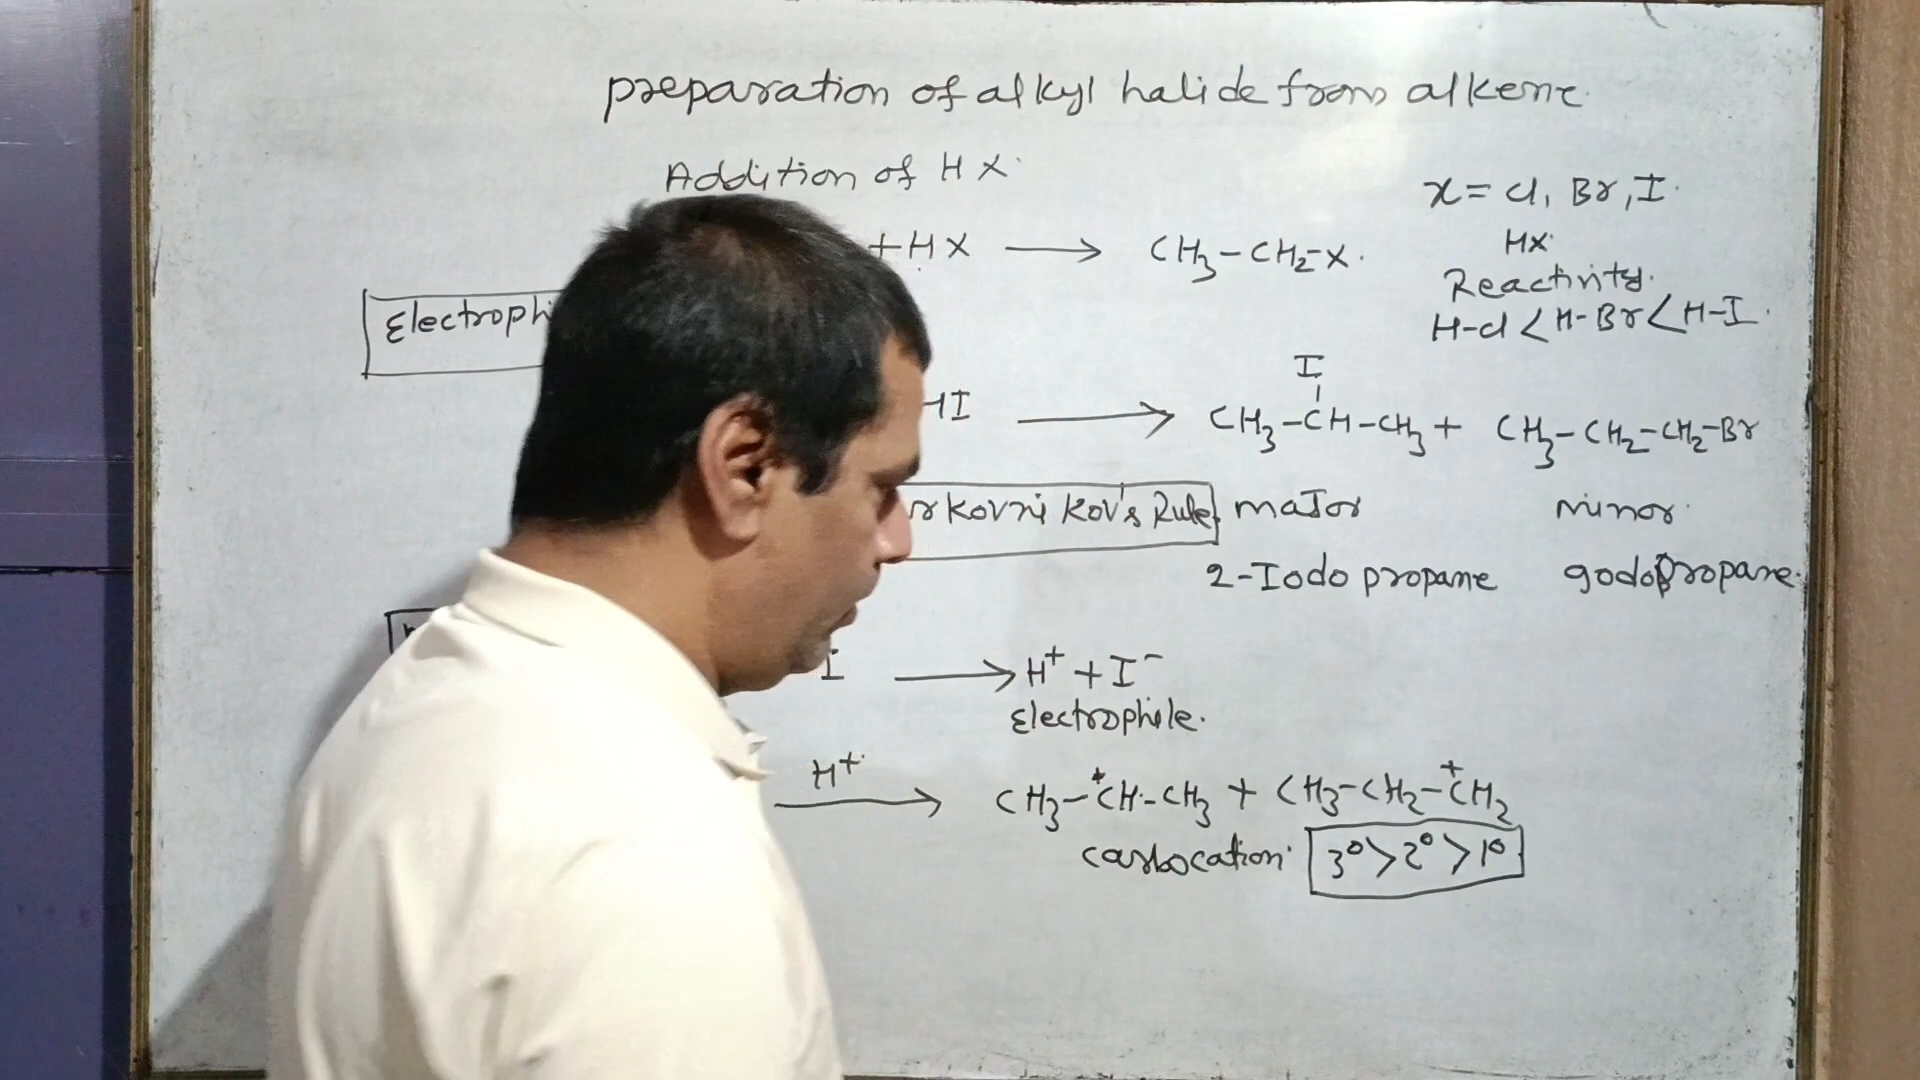 preparation of alkyl halide from alkene
Addition of HX
x = Cl, Br, I
+ HX ⟶ CH3-CH2-X
HX
Reactivity
H-Cl < H-Br < H-I
Electrophi
HI ⟶ CH3-CH-CH3 + CH3-CH2-CH2-Br
I
rkovni kov's Rule major minor
2-Iodo propane
I ⟶ H+ + I-
Electrophile.
H+
⟶ CH3-+CH-CH3 + CH3-CH2-+CH2
carbocation 3° > 2° > 1°